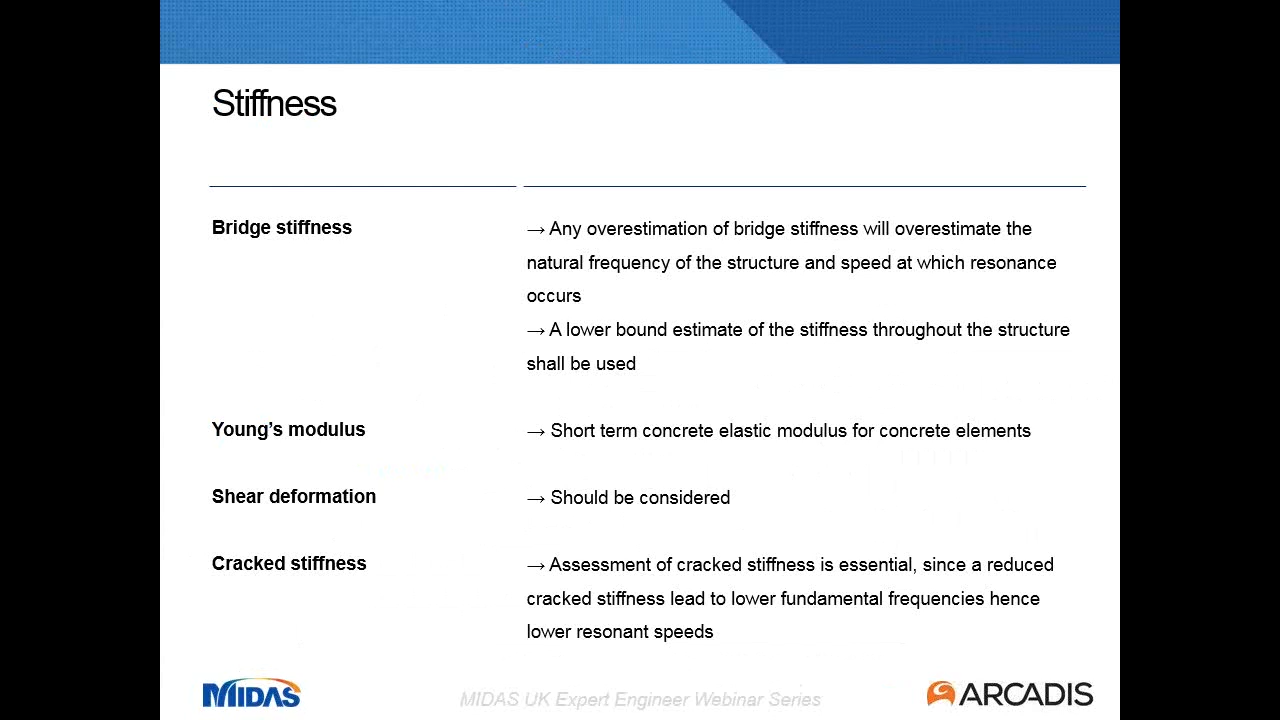 Stiffness
Bridge stiffness
→ Any overestimation of bridge stiffness will overestimate the
natural frequency of the structure and speed at which resonance
occurs
→ A lower bound estimate of the stiffness throughout the structure
shall be used
Young's modulus
→ Short term concrete elastic modulus for concrete elements
Shear deformation
→ Should be considered
Cracked stiffness
→ Assessment of cracked stiffness is essential, since a reduced
cracked stiffness lead to lower fundamental frequencies hence
lower resonant speeds
MIDAS
MIDAS UK Expert Engineer Webinar Series
ARCADIS